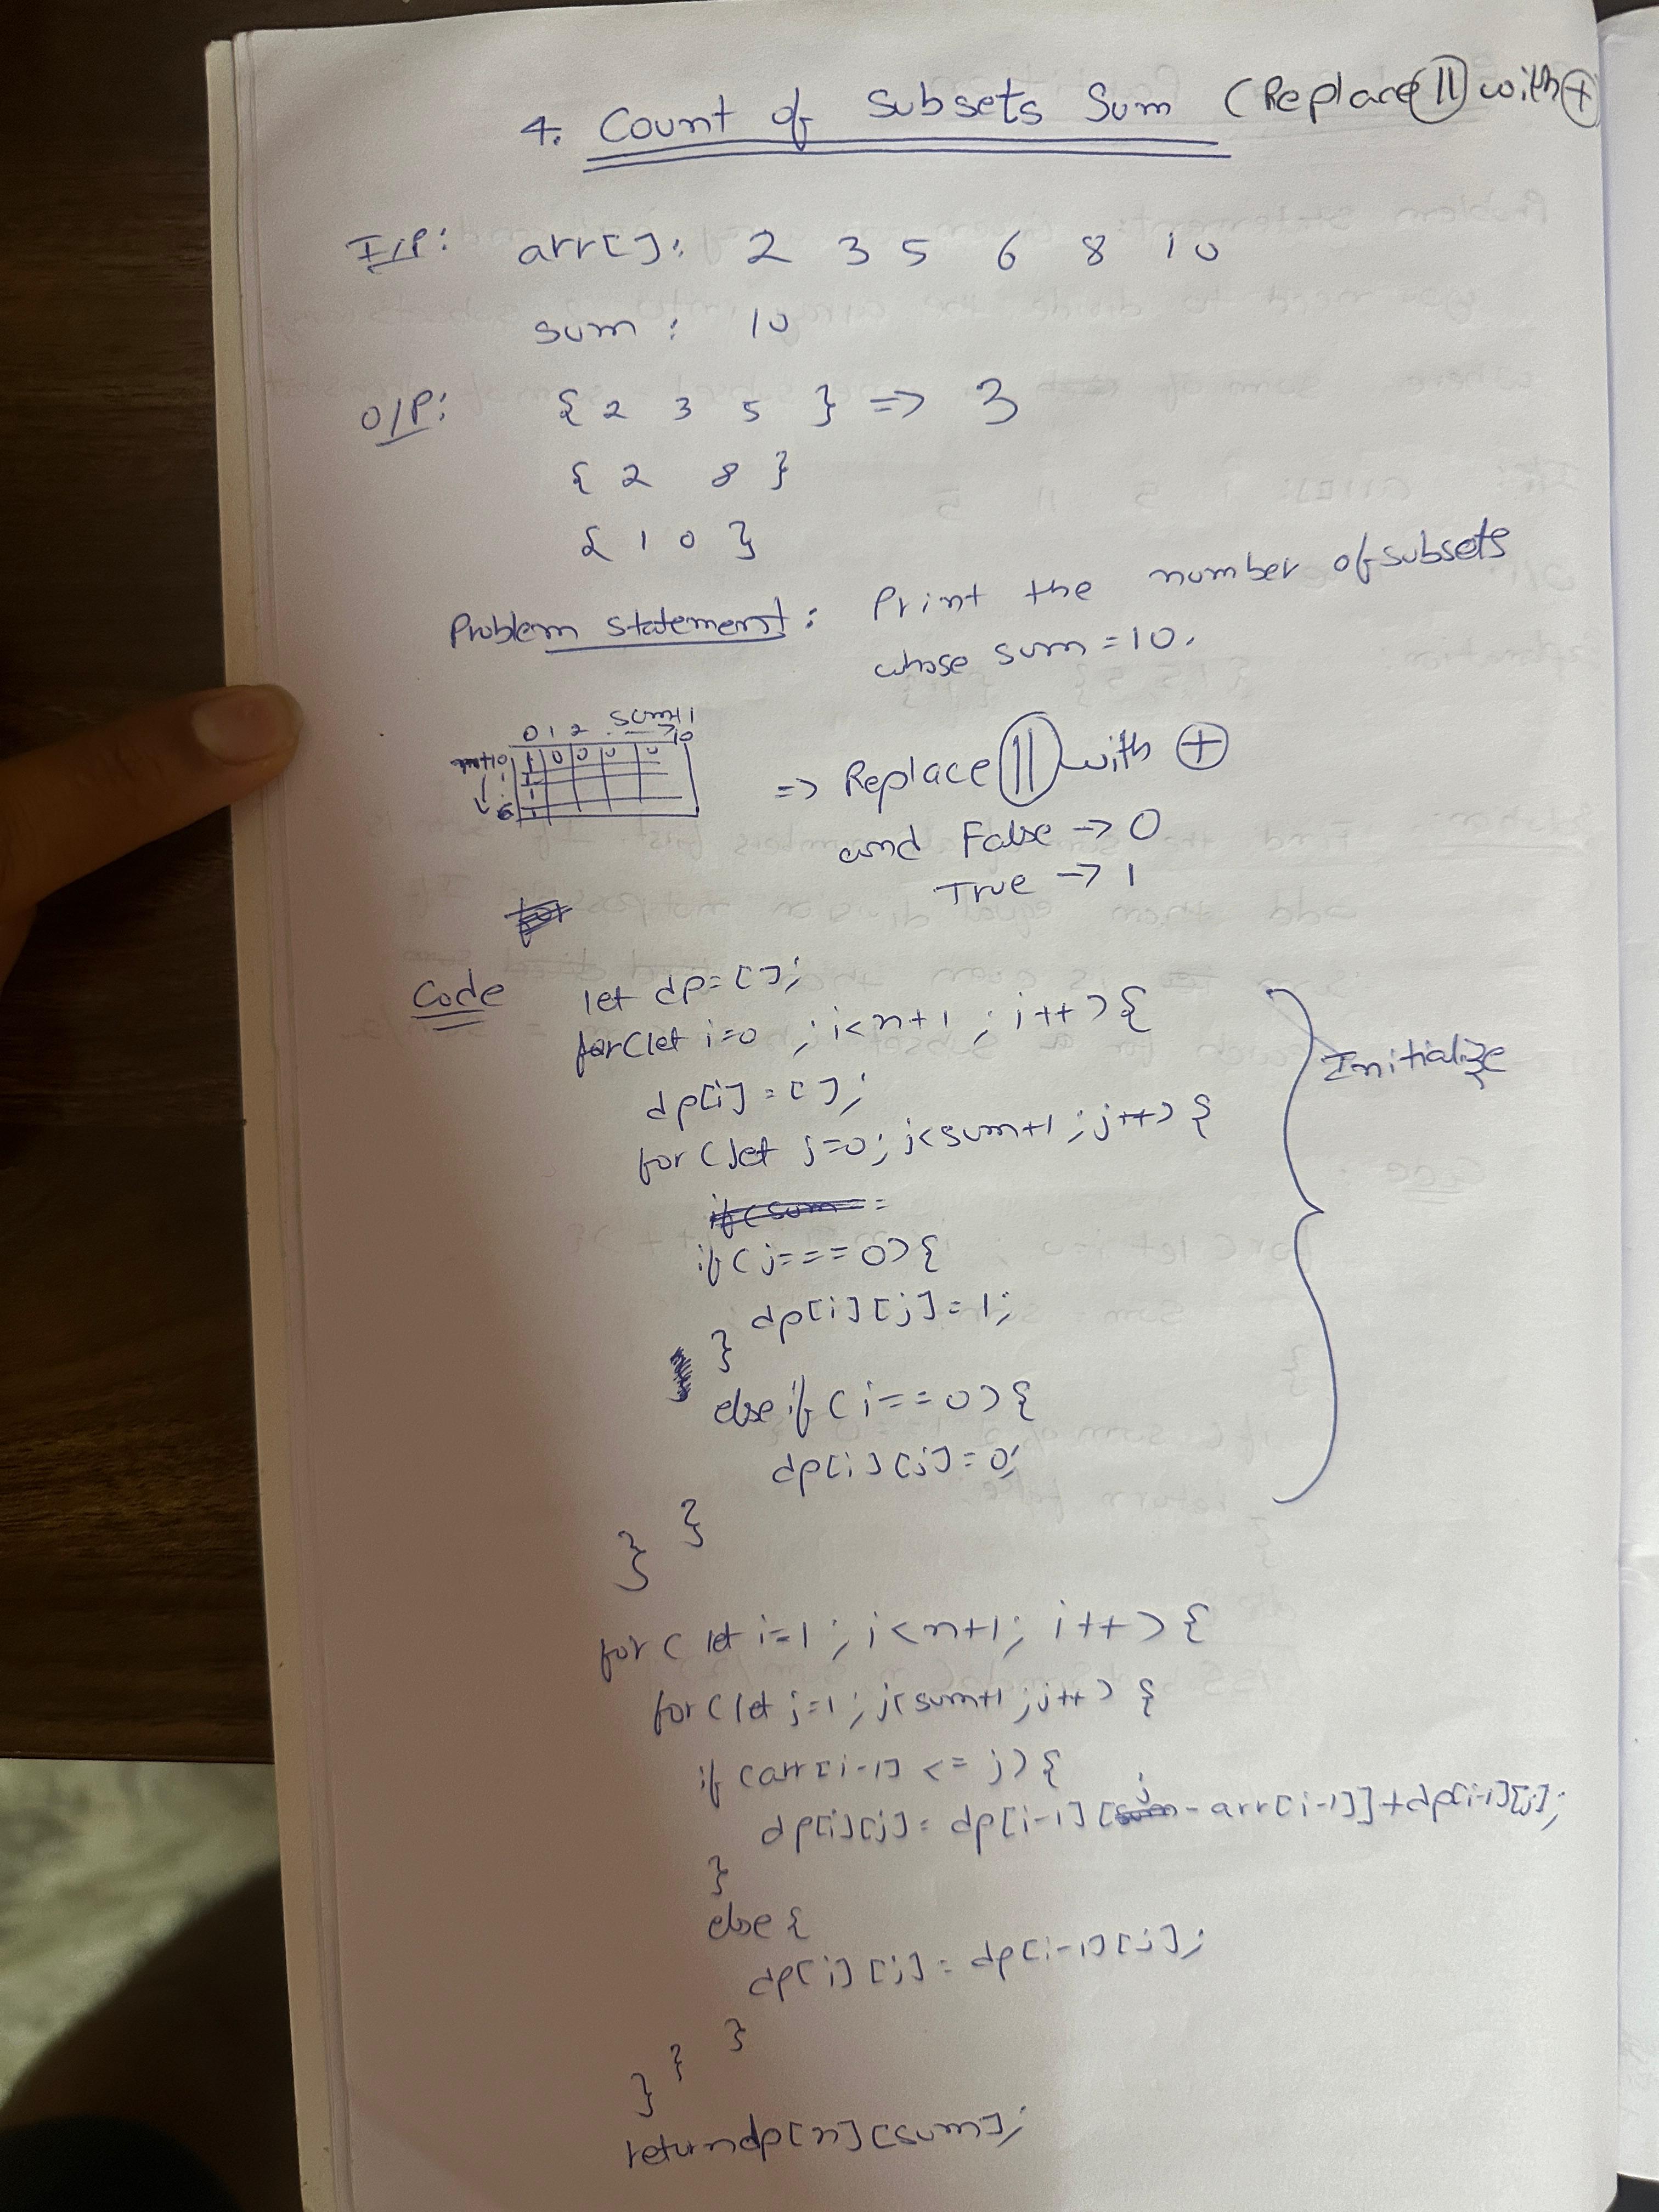 4. Count of Subsets Sum (Replace || with +)
I/P: arr[]: 2 3 5 6 8 10
sum: 10
O/P: { 2 3 5 } => 3
{ 2 8 }
{ 1 0 }
Problem statement: Print the number of subsets
whose sum = 10.
sum+1
0 1 2 → 10
1 0 0 0 0
1
1
6 1
=> Replace || with +
and False → 0
True → 1
for
Code let dp = [];
for(let i=0 ; i<n+1 ; i++){
dp[i] = [];
for(let j=0; j<sum+1; j++){
Initialize
if(sum =
if(j===0){
dp[i][j]=1;
}
else if(i==0){
dp[i][j]=0;
}
}
for(let i=1; i<n+1; i++){
for(let j=1; j<sum+1; j++){
if(arr[i-1] <= j){
dp[i][j] = dp[i-1][j-arr[i-1]]+dp[i-1][j];
}
else{
dp[i][j] = dp[i-1][j];
}
}
}
return dp[n][sum];